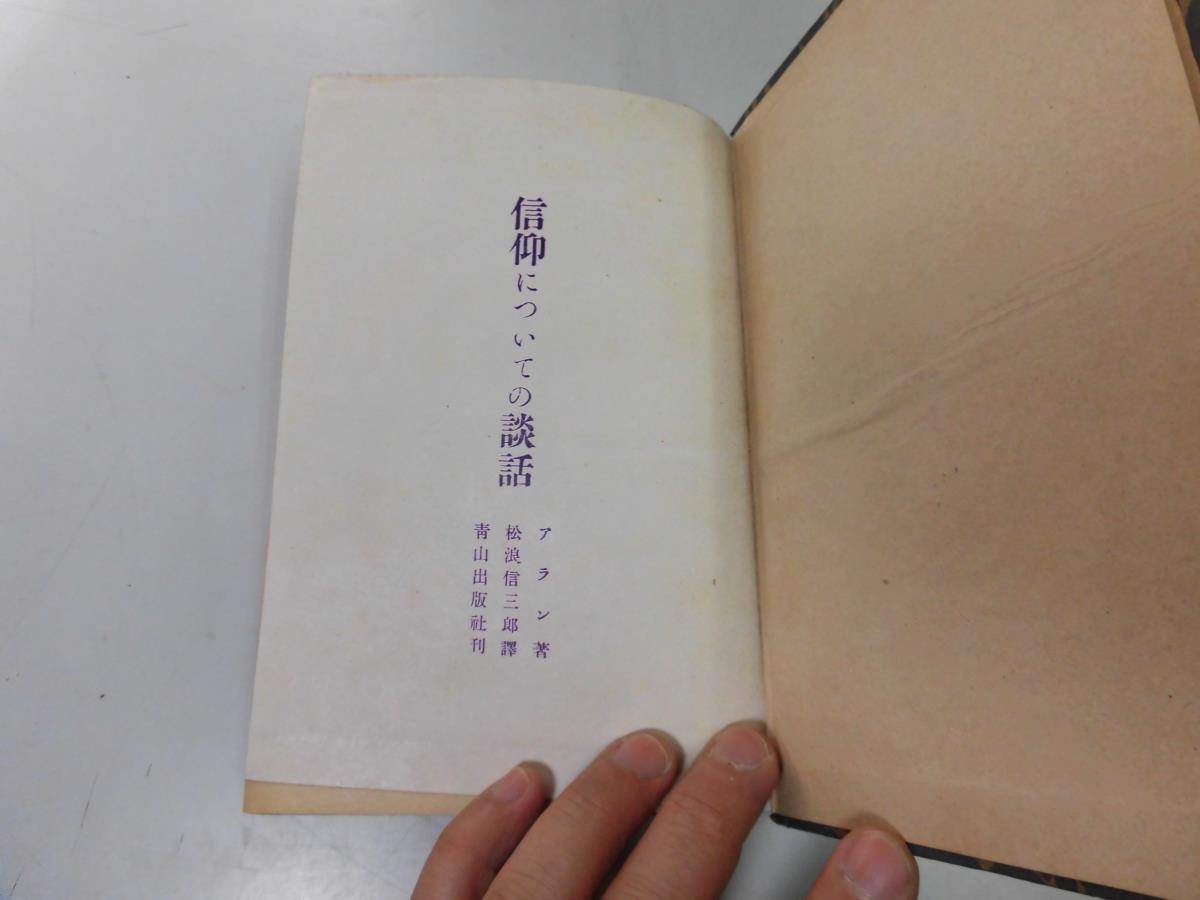 信仰についての談話
アラン著
松浪信三郎譯
靑山出版社刊